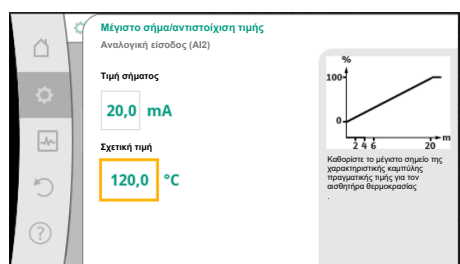 Μέγιστο σήμα/αντιστοίχιση τιμής
Αναλογική είσοδος (AI2)
Τιμή σήματος
20,0 mA
Σχετική τιμή
120,0 °C
%
100
0
2 4 6 20 m
Καθορίστε το μέγιστο σημείο της
χαρακτηριστικής καμπύλης
πραγματικής τιμής για τον
αισθητήρα θερμοκρασίας
.
?